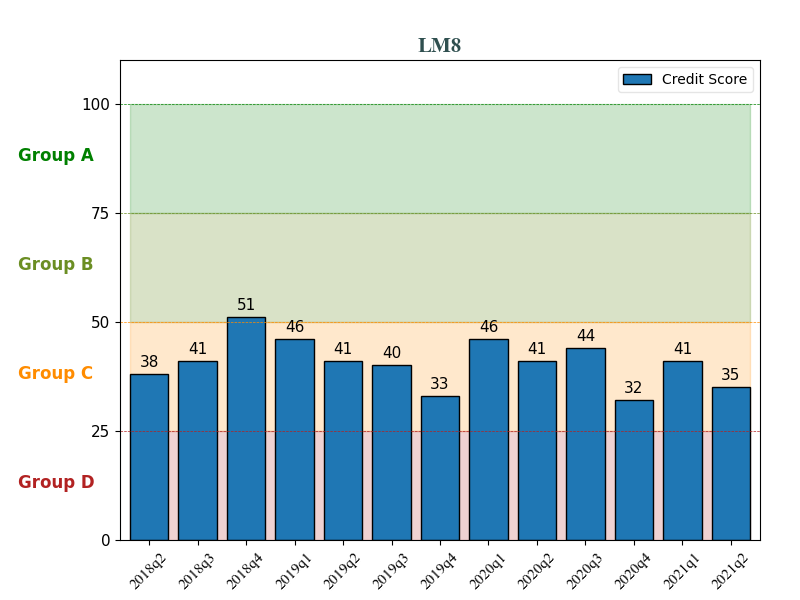 LM8
Credit Score
100
Group A
75
Group B
50
Group C
25
Group D
0
38
41
51
46
41
40
33
46
41
44
32
41
35
2018q2
2018q3
2018q4
2019q1
2019q2
2019q3
2019q4
2020q1
2020q2
2020q3
2020q4
2021q1
2021q2